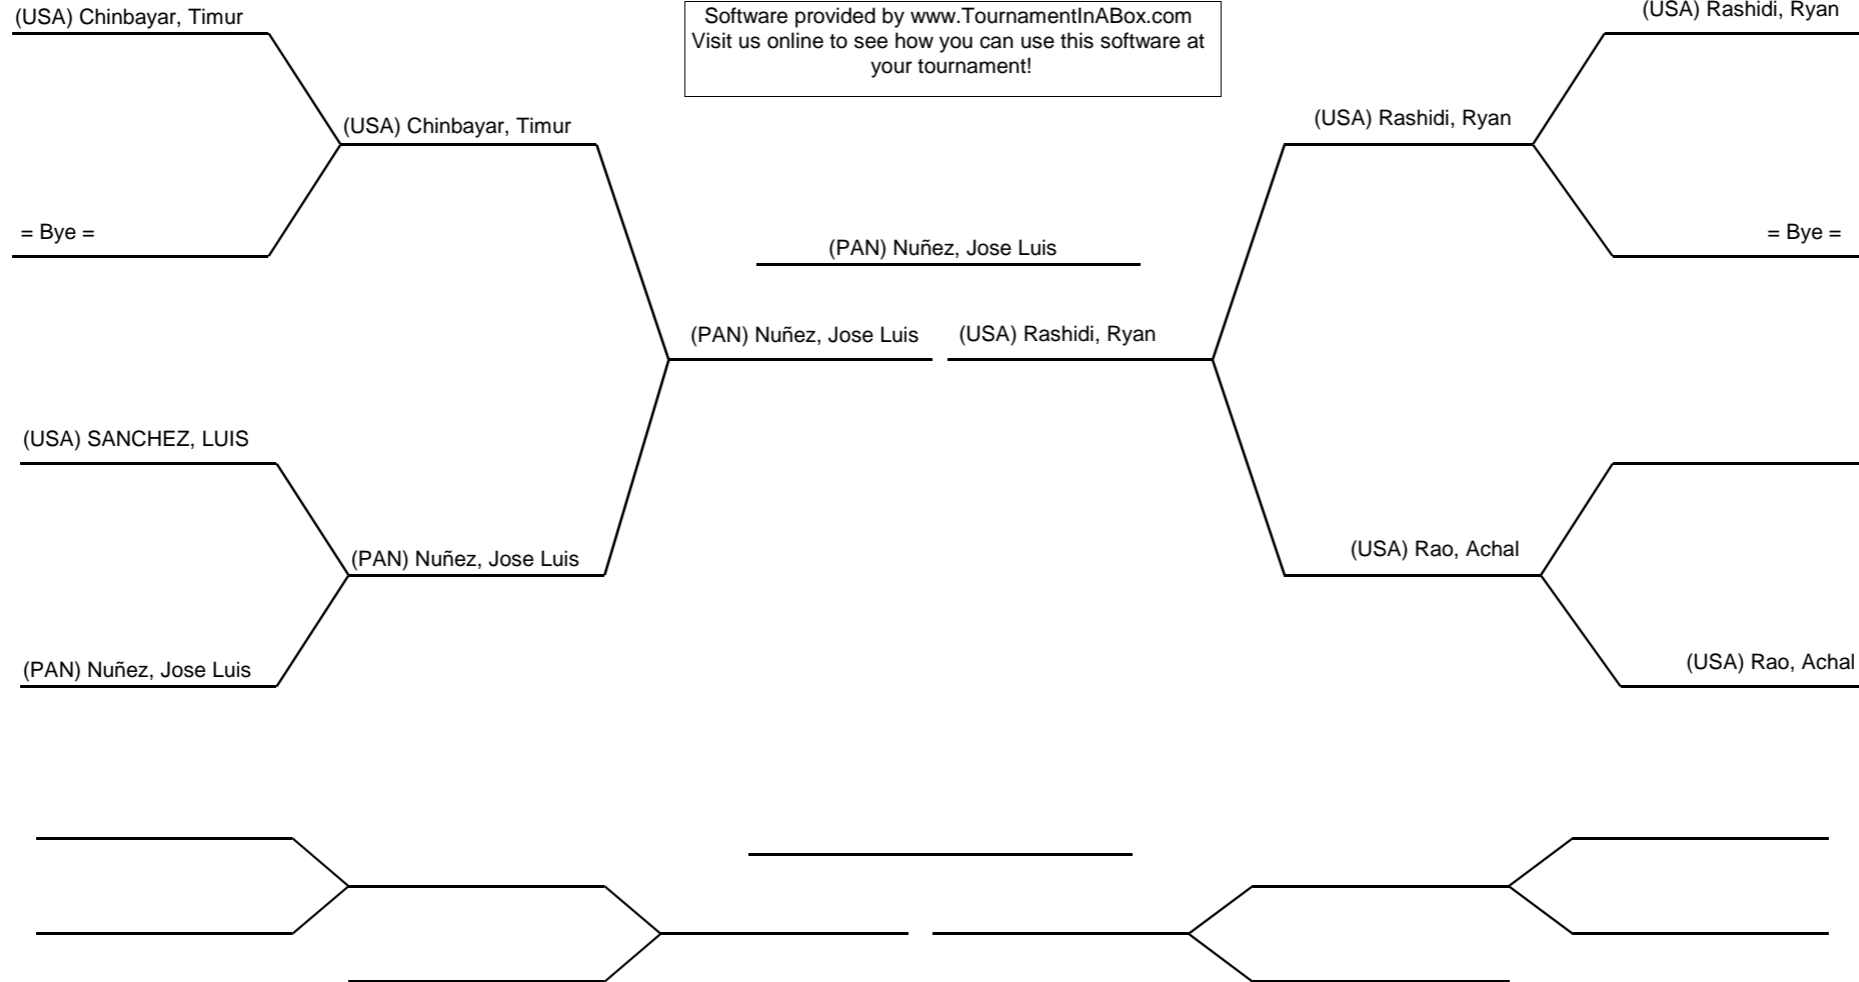 (USA) Chinbayar, Timur
Software provided by www.TournamentInABox.com
Visit us online to see how you can use this software at
your tournament!
(USA) Rashidi, Ryan
(USA) Chinbayar, Timur
(USA) Rashidi, Ryan
= Bye =
(PAN) Nuñez, Jose Luis
= Bye =
(PAN) Nuñez, Jose Luis
(USA) Rashidi, Ryan
(USA) SANCHEZ, LUIS
(PAN) Nuñez, Jose Luis
(USA) Rao, Achal
(PAN) Nuñez, Jose Luis
(USA) Rao, Achal